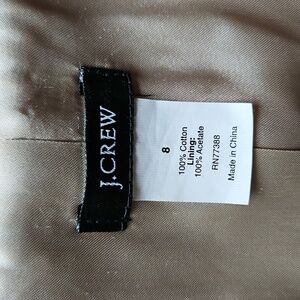 J.CREW
8
100% Cotton
Lining:
100% Acetate
RN77388
Made in China